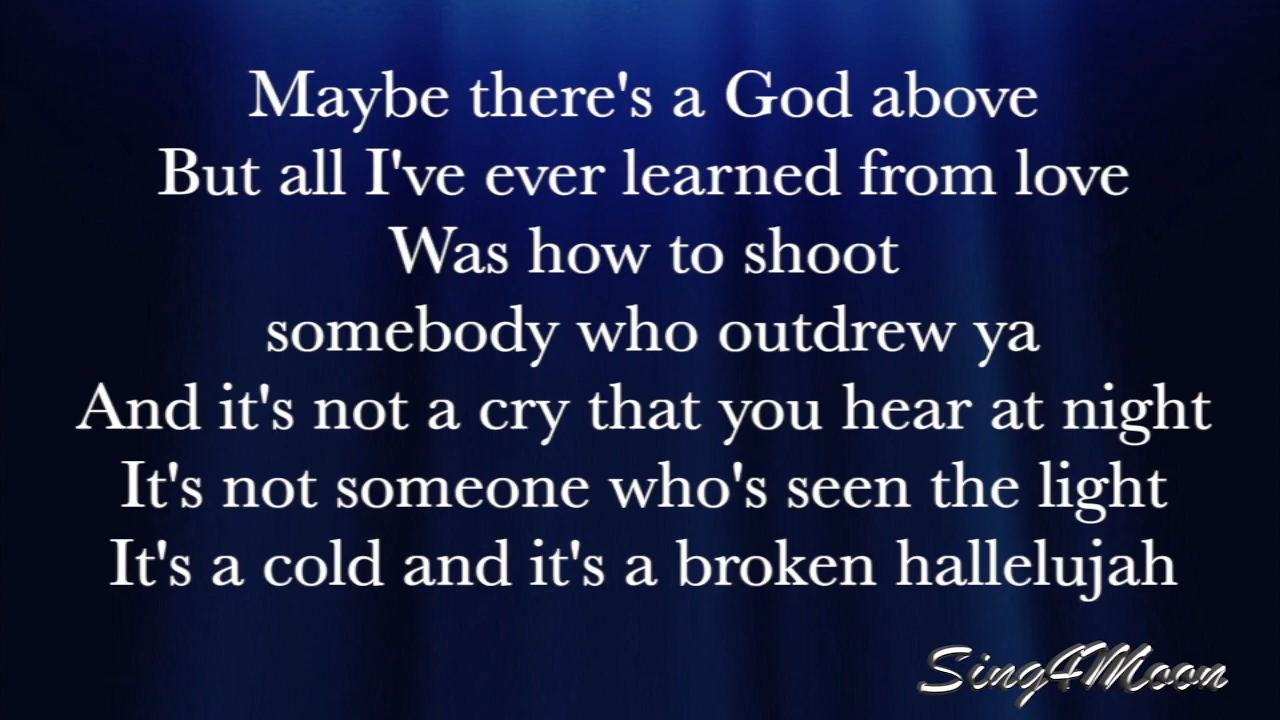 Maybe there's a God above
But all I've ever learned from love
Was how to shoot
somebody who outdrew ya
And it's not a cry that you hear at night
It's not someone who's seen the light
It's a cold and it's a broken hallelujah
Sing4Moon